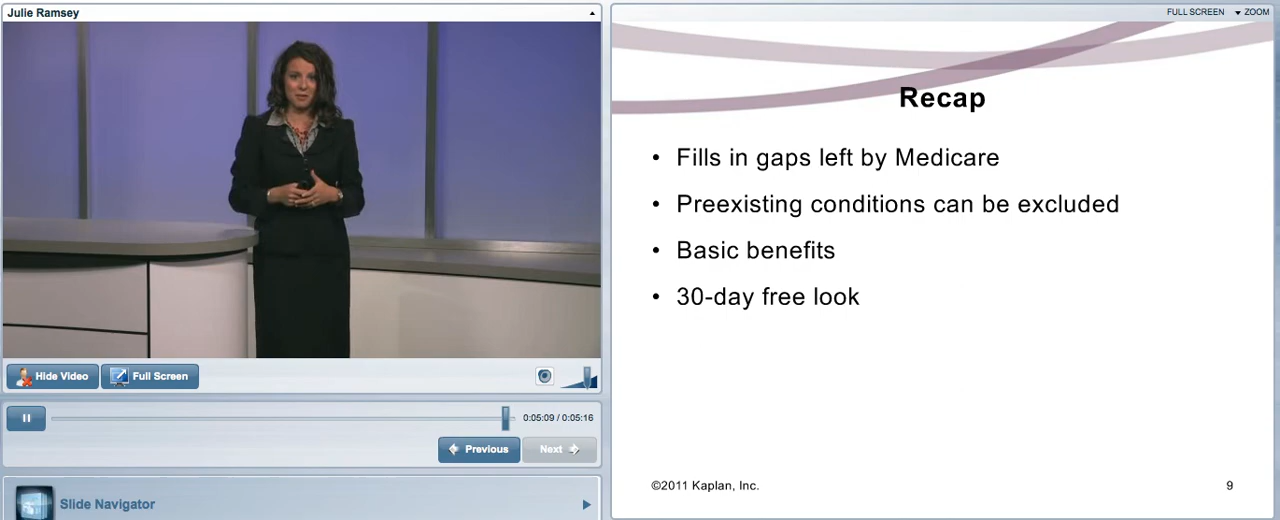 Julie Ramsey
FULL SCREEN ZOOM
Recap
• Fills in gaps left by Medicare
• Preexisting conditions can be excluded
• Basic benefits
• 30-day free look
Hide Video Full Screen
0:05:09 / 0:05:16
Previous Next
©2011 Kaplan, Inc. 9
Slide Navigator